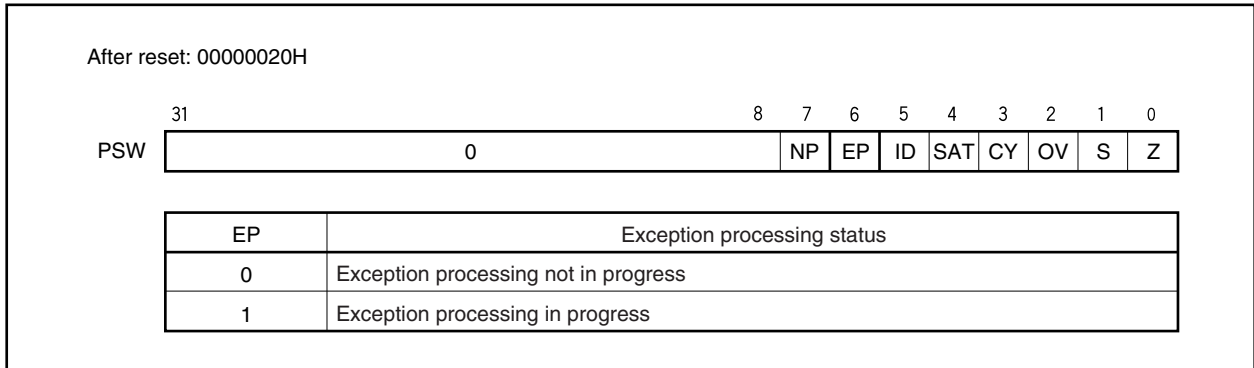 After reset: 00000020H
31 8 7 6 5 4 3 2 1 0
PSW 0 NP EP ID SAT CY OV S Z
EP Exception processing status
0 Exception processing not in progress
1 Exception processing in progress